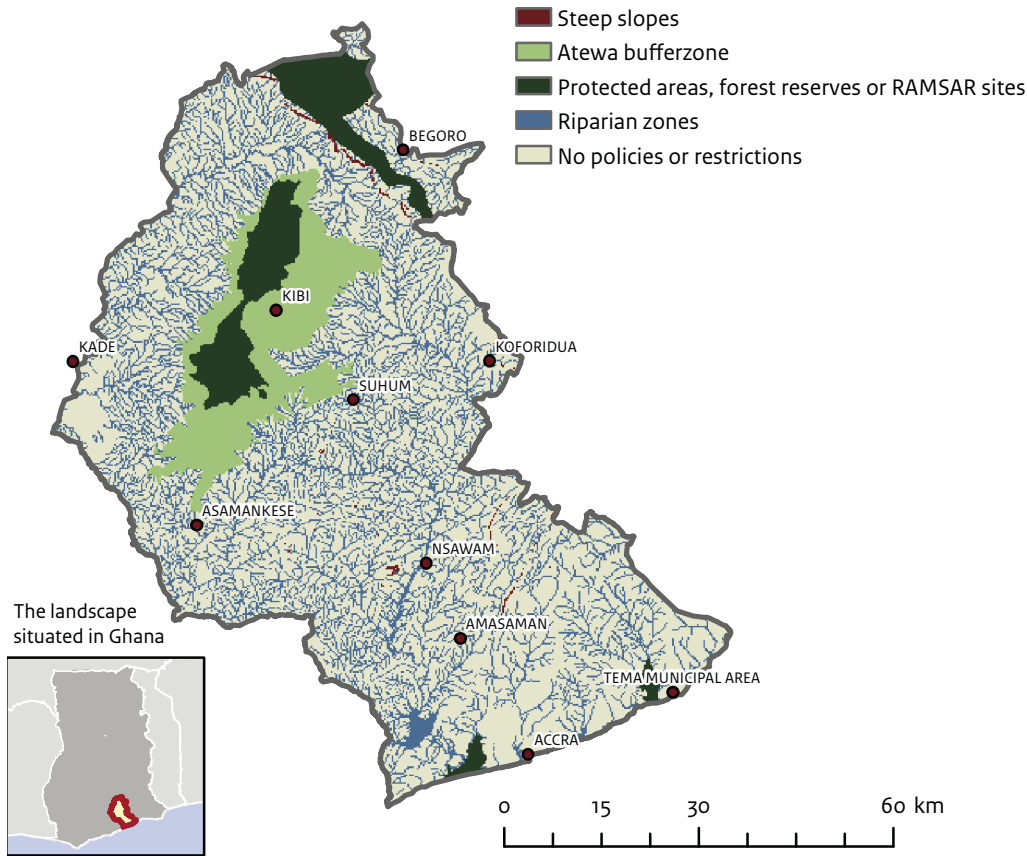 Steep slopes
Atewa bufferzone
Protected areas, forest reserves or RAMSAR sites
Riparian zones
No policies or restrictions
BEGORO
KIBI
KADE
KOFORIDUA
SUHUM
ASAMANKESE
NSAWAM
AMASAMAN
TEMA MUNICIPAL AREA
ACCRA
The landscape
situated in Ghana
0 15 30 60 km